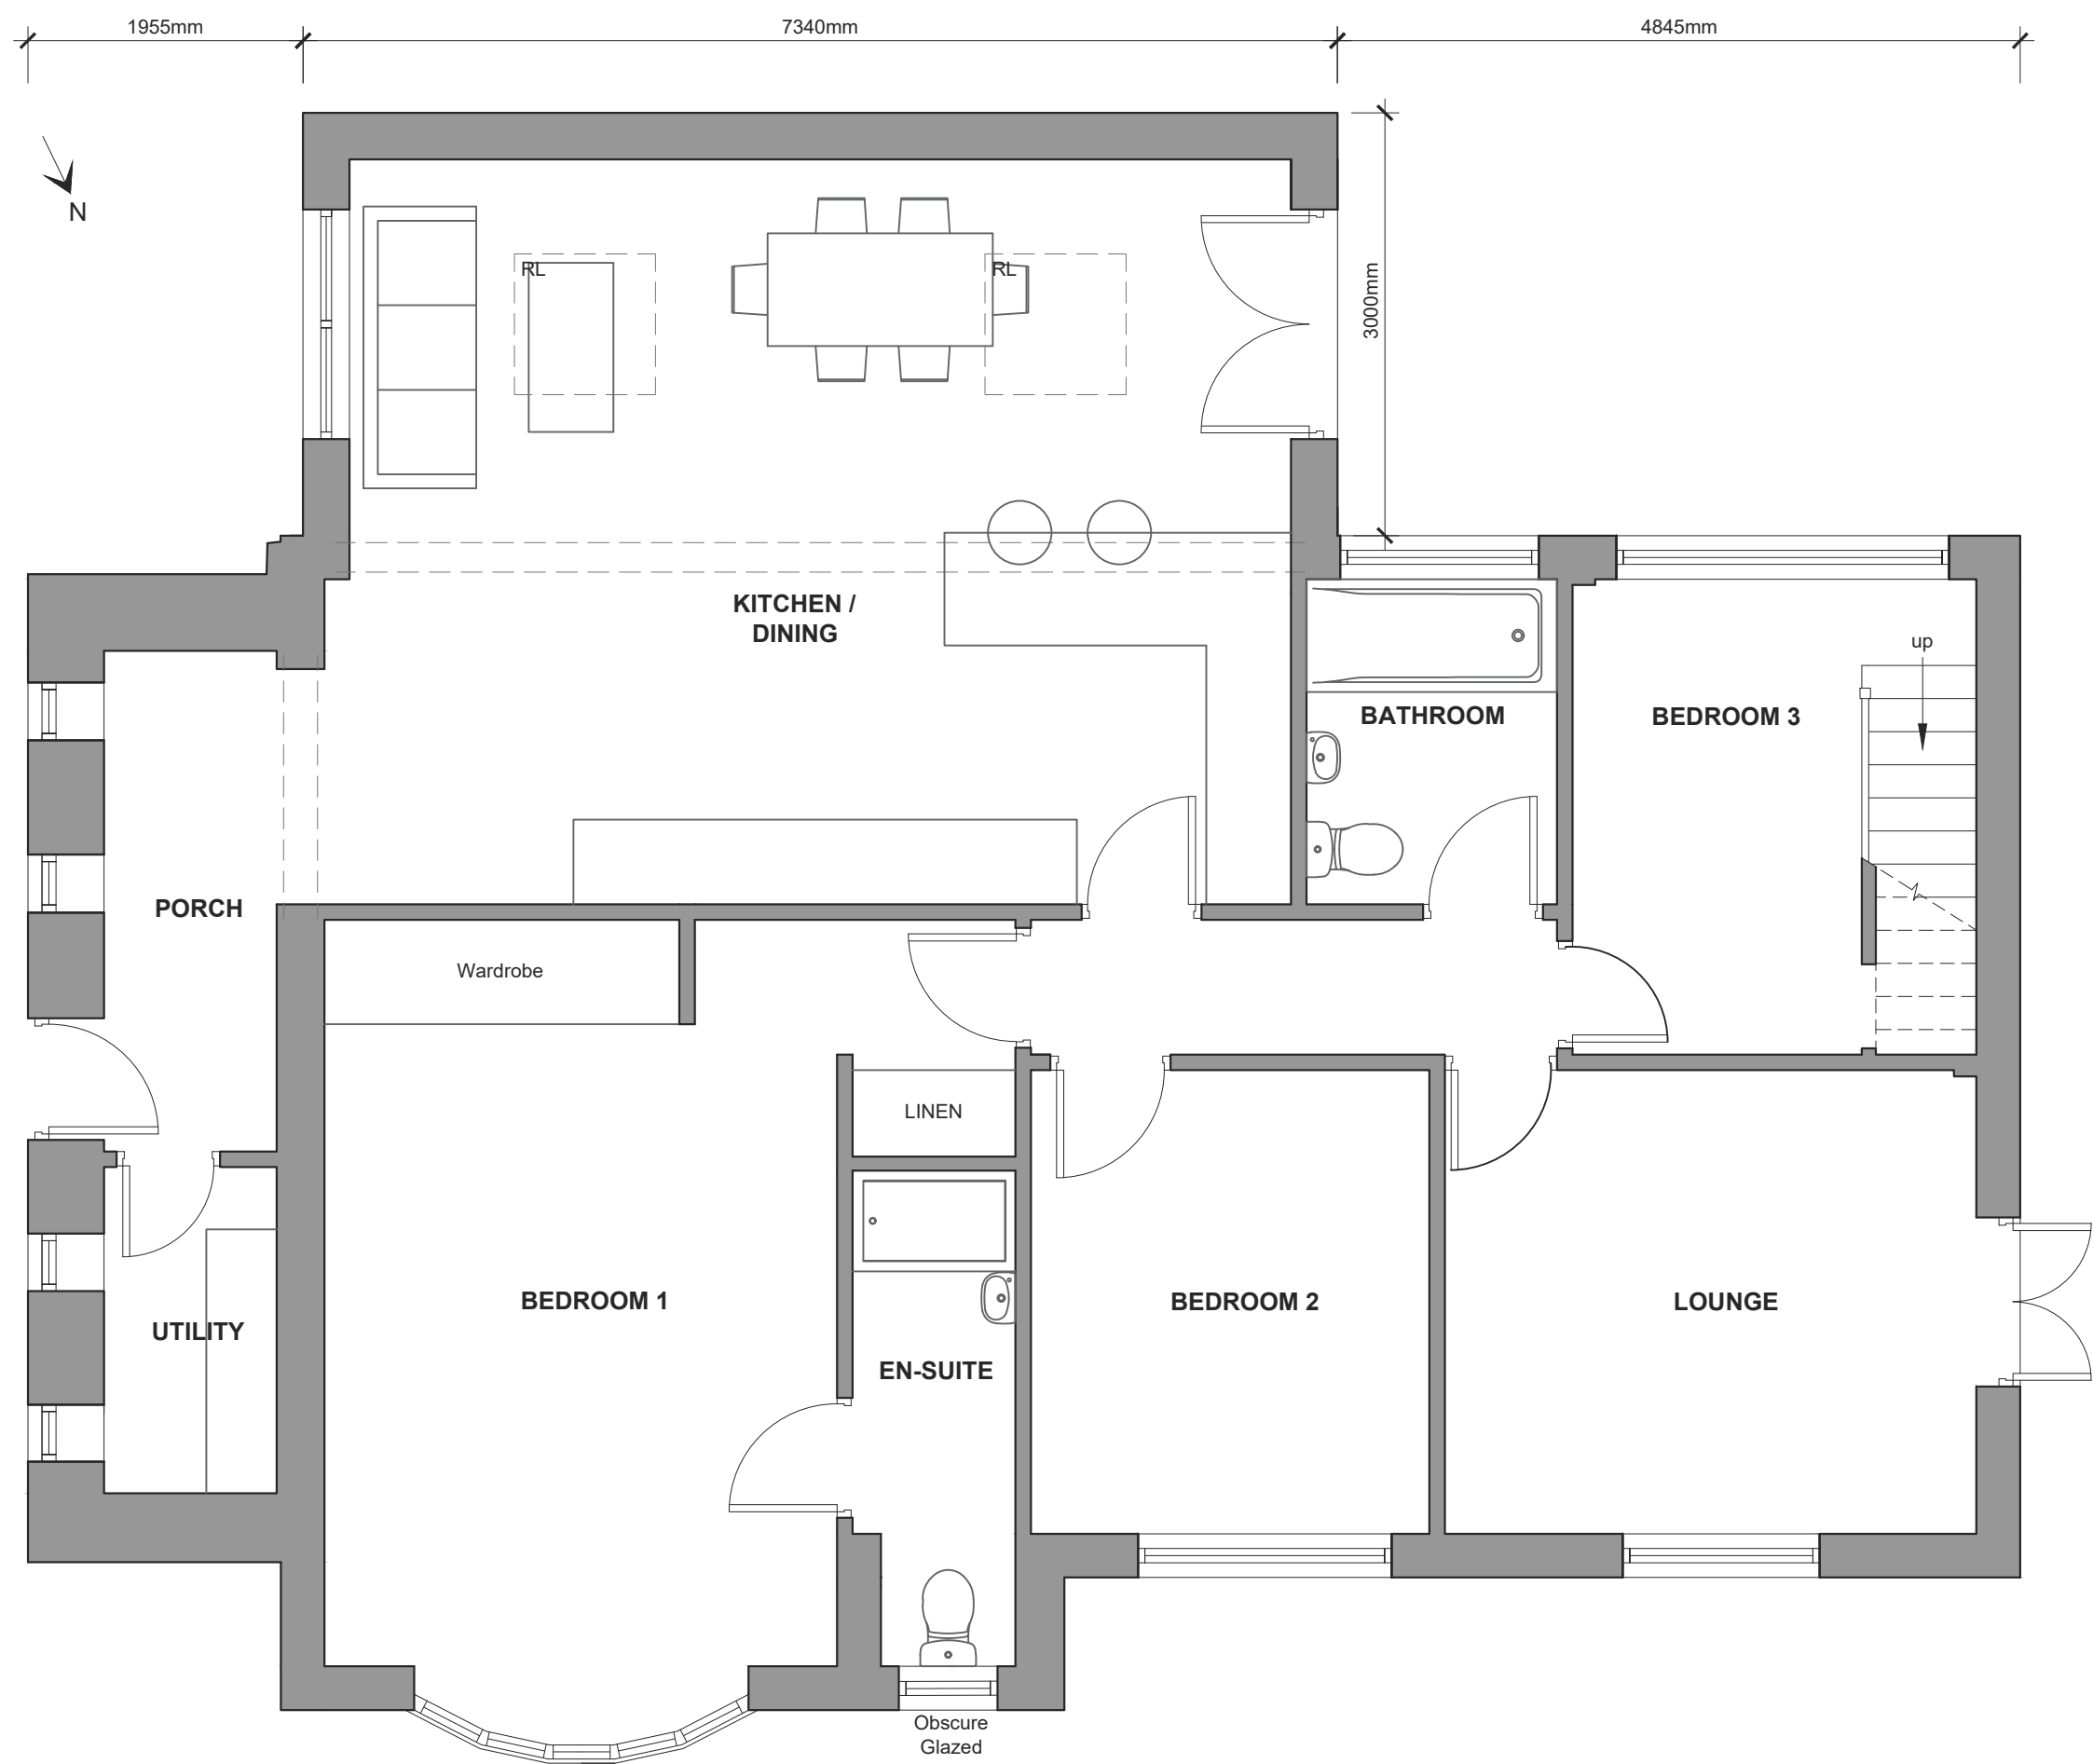 1955mm
7340mm
4845mm
N
RL
RL
3000mm
KITCHEN /
DINING
up
BATHROOM
BEDROOM 3
PORCH
Wardrobe
LINEN
BEDROOM 1
BEDROOM 2
LOUNGE
UTILITY
EN-SUITE
Obscure
Glazed